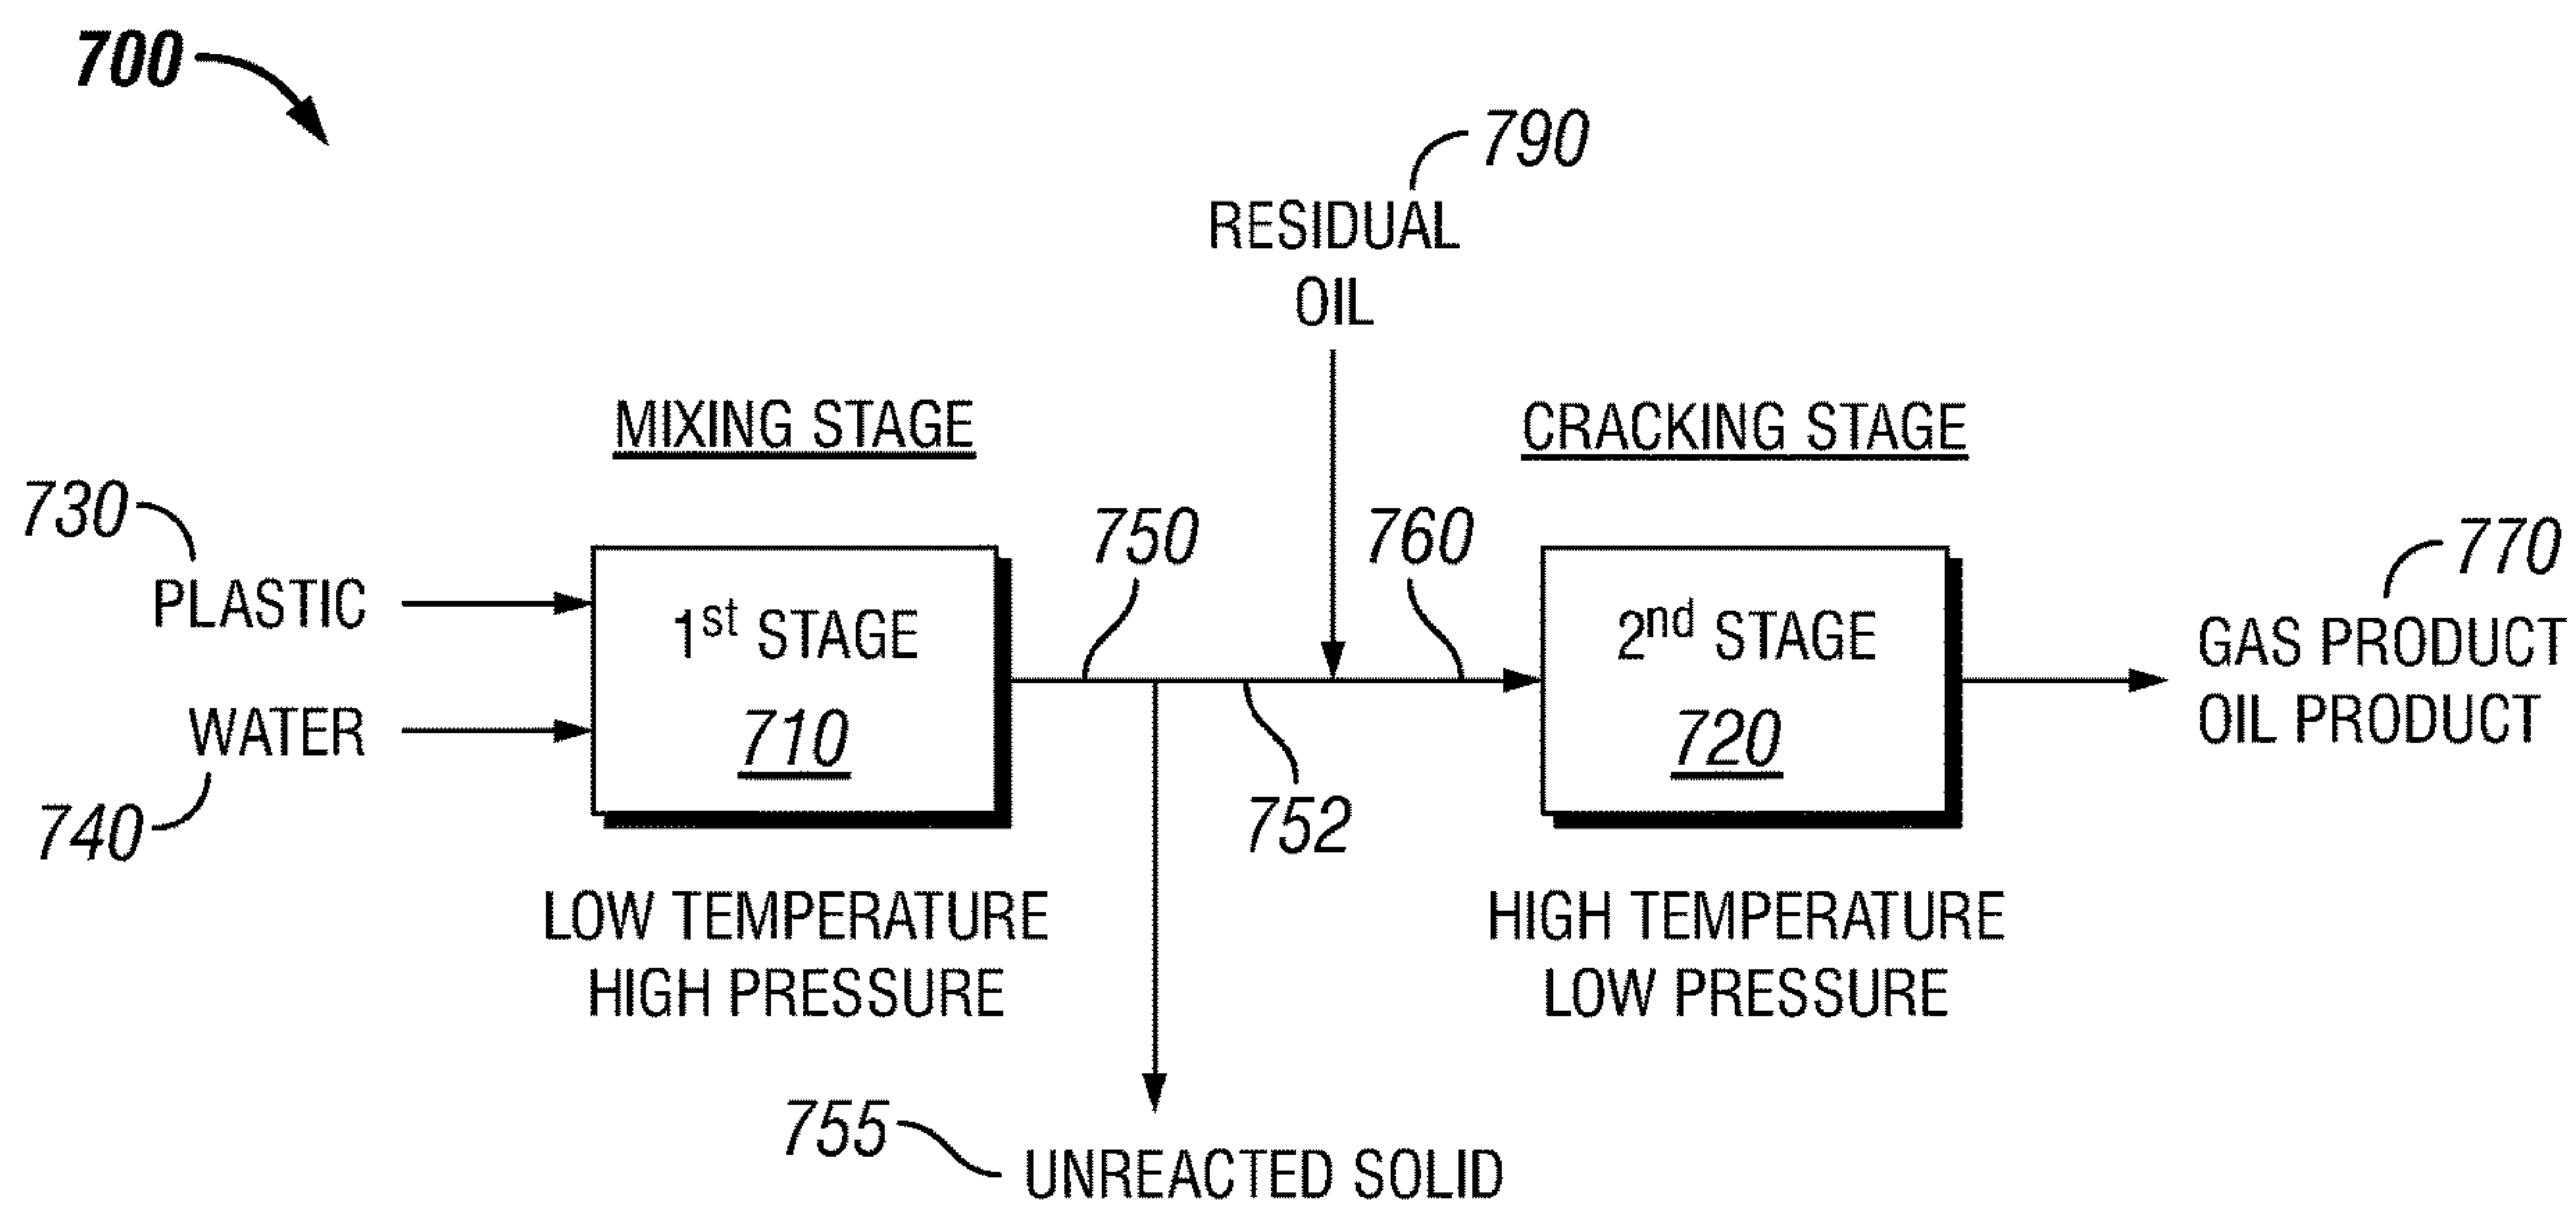 700
790
RESIDUAL
OIL
MIXING STAGE
CRACKING STAGE
730
750
760
770
PLASTIC
1st STAGE
2nd STAGE
GAS PRODUCT
WATER
710
720
OIL PRODUCT
740
752
LOW TEMPERATURE
HIGH PRESSURE
HIGH TEMPERATURE
LOW PRESSURE
755
UNREACTED SOLID